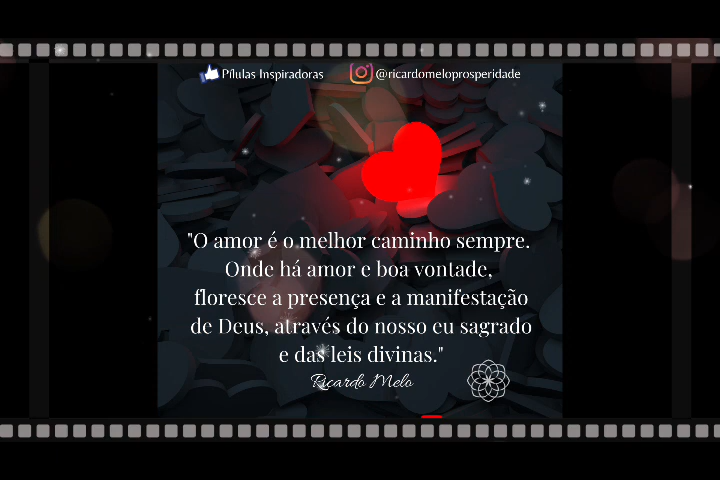 Pílulas Inspiradoras @ricardomeloprosperidade
"O amor é o melhor caminho sempre.
Onde há amor e boa vontade,
floresce a presença e a manifestação
de Deus, através do nosso eu sagrado
e das leis divinas."
Ricardo Melo